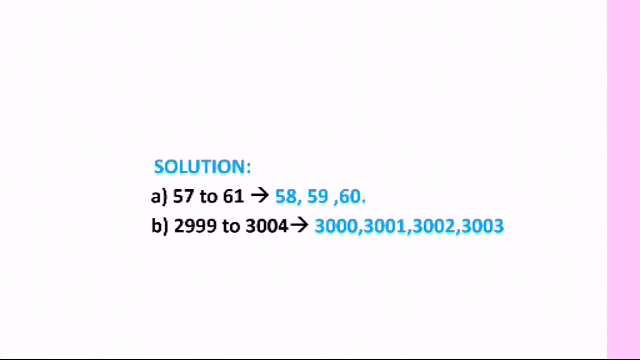 SOLUTION:
a) 57 to 61 → 58, 59 ,60.
b) 2999 to 3004→ 3000,3001,3002,3003